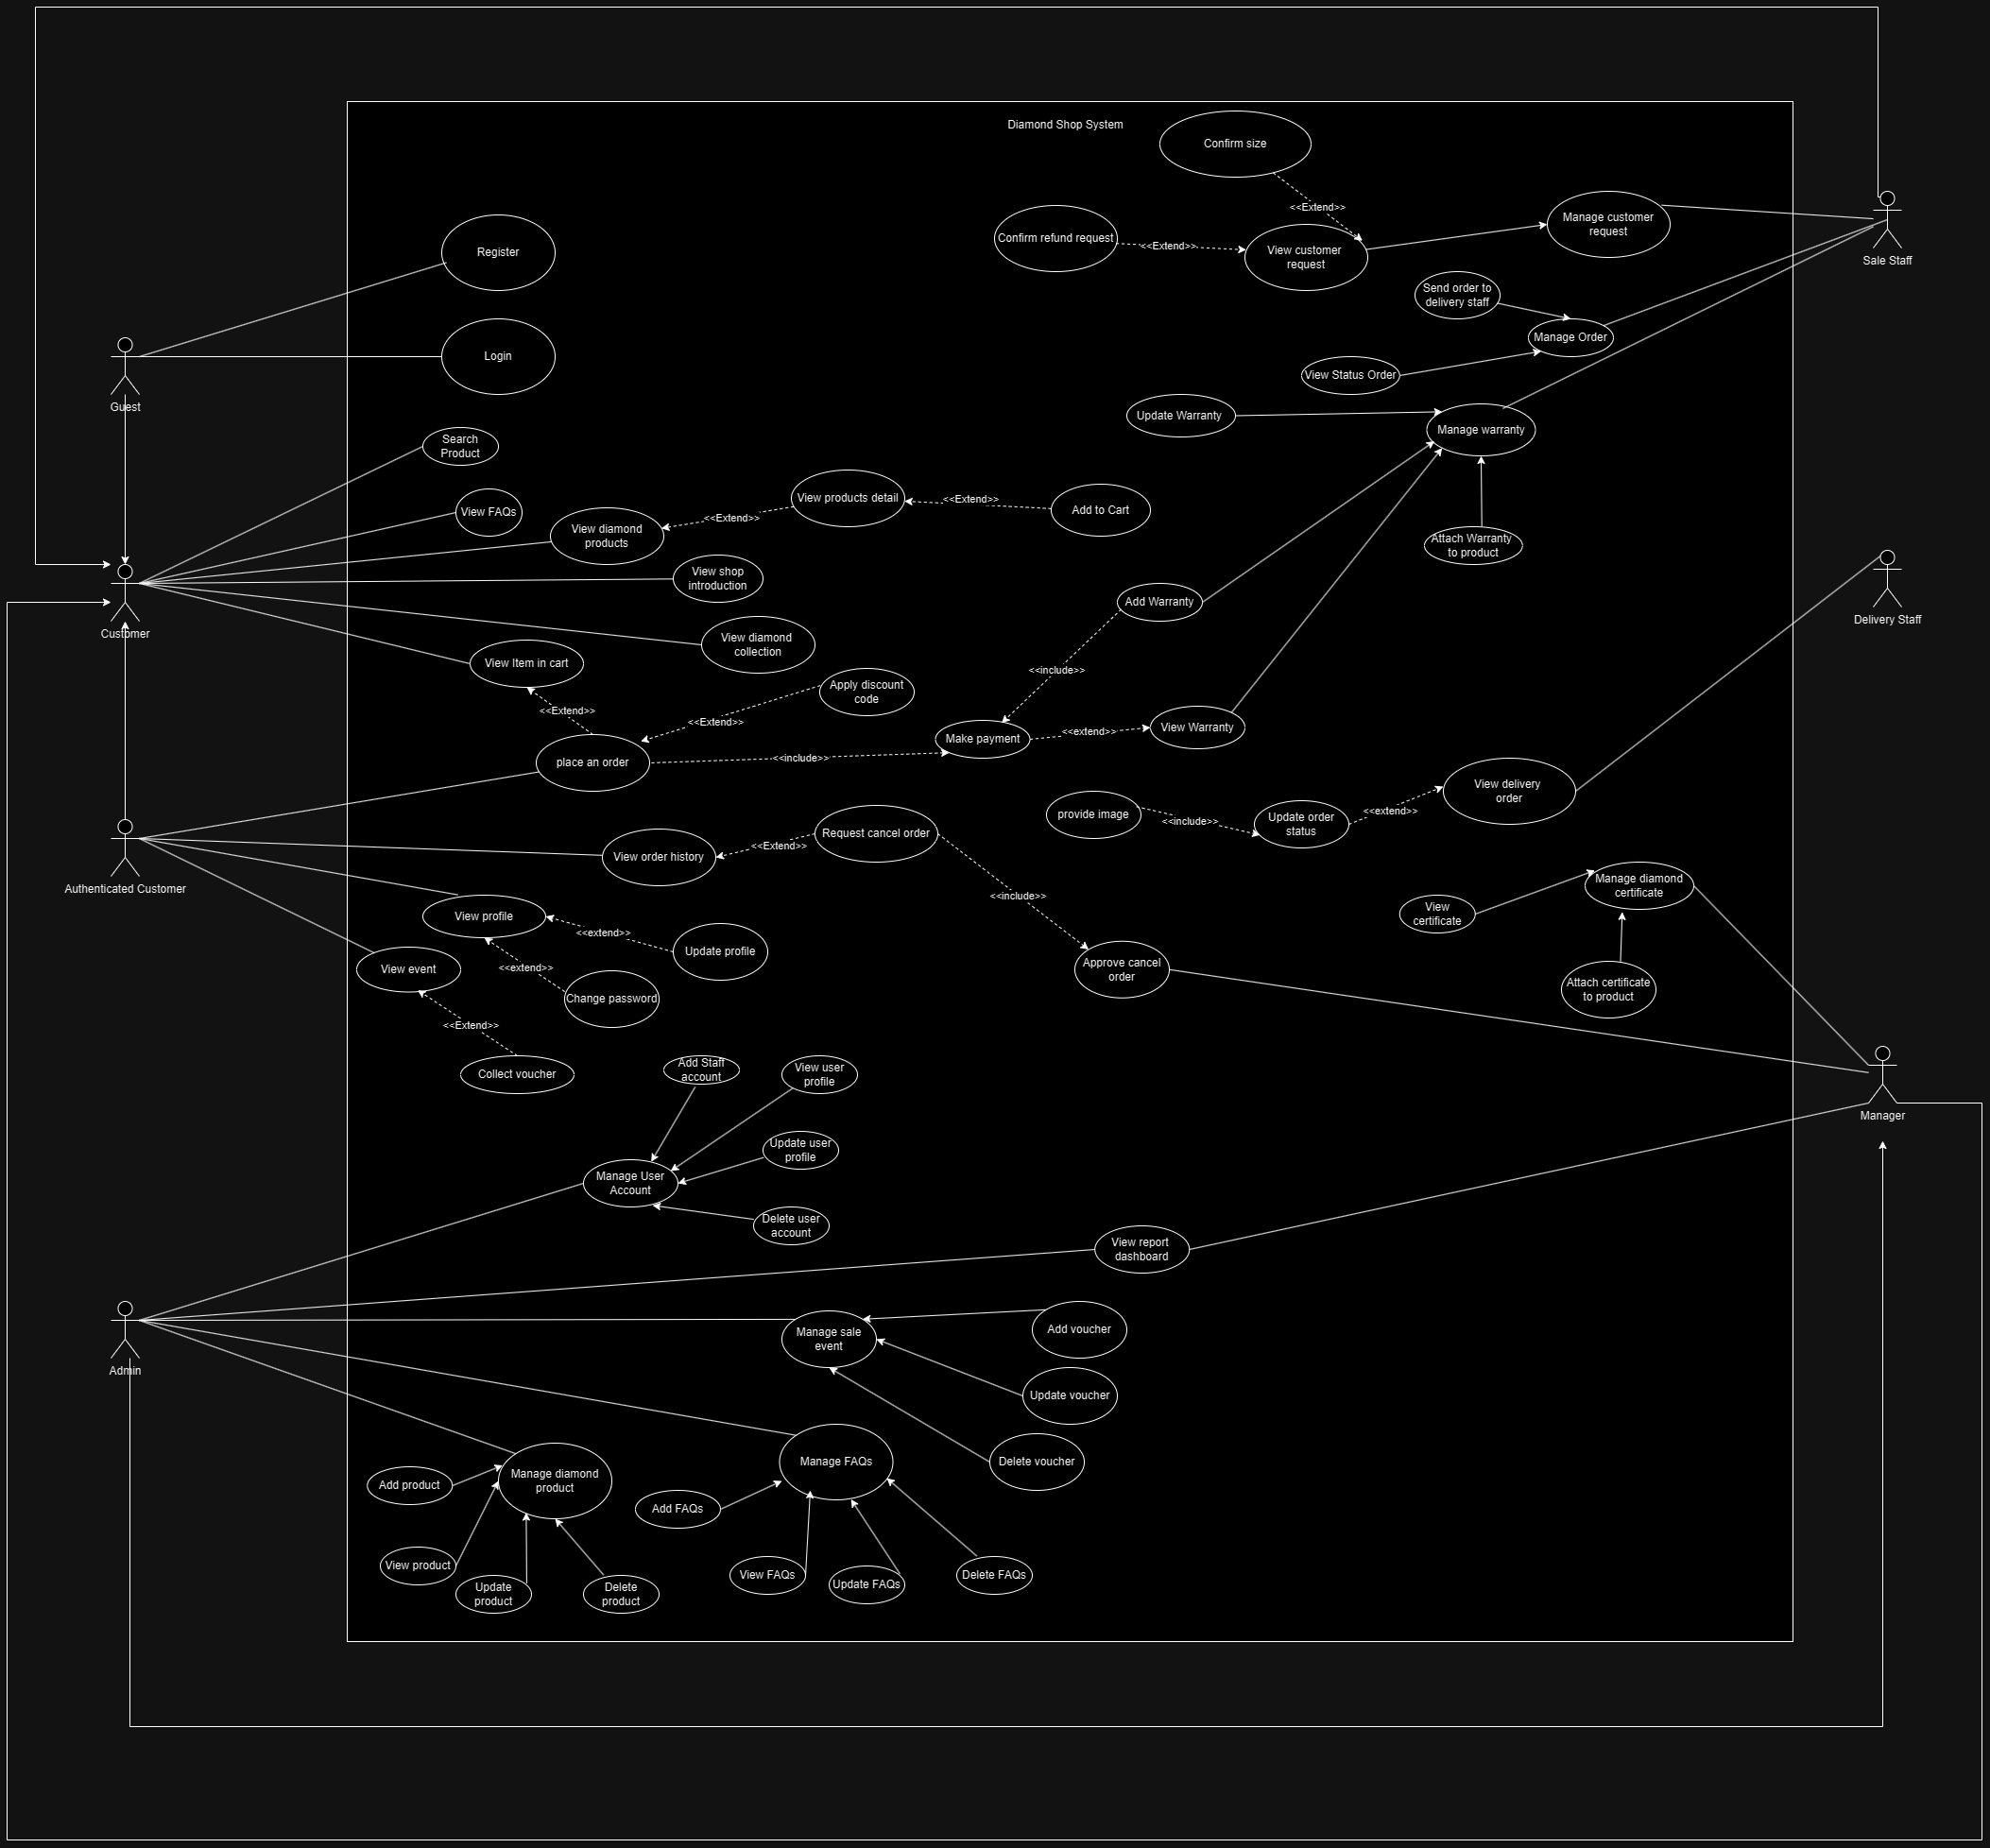 Diamond Shop System
Confirm size
<<Extend>>
Confirm refund request
<<Extend>>
View customer
request
Manage customer
request
Sale Staff
Register
Send order to
delivery staff
Manage Order
View Status Order
Login
Guest
Update Warranty
Manage warranty
Search
Product
View FAQs
View diamond
products
<<Extend>>
View products detail
<<Extend>>
Add to Cart
Attach Warranty
to product
View shop
introduction
Add Warranty
Customer
Delivery Staff
View diamond
collection
View Item in cart
<<include>>
Apply discount
code
<<Extend>>
<<Extend>>
place an order
<<include>>
Make payment
<<extend>>
View Warranty
View delivery
order
provide image
<<include>>
Update order
status
<<extend>>
Request cancel order
<<Extend>>
View order history
Authenticated Customer
<<include>>
Manage diamond
certificate
View
certificate
View profile
<<extend>>
Update profile
<<extend>>
Change password
View event
Approve cancel
order
Attach certificate
to product
<<Extend>>
Collect voucher
Add Staff
account
View user
profile
Manager
Update user
profile
Manage User
Account
Delete user
account
View report
dashboard
Admin
Manage sale
event
Add voucher
Update voucher
Delete voucher
Manage diamond
product
Manage FAQs
Add product
Add FAQs
View product
Update
product
Delete
product
View FAQs
Update FAQs
Delete FAQs